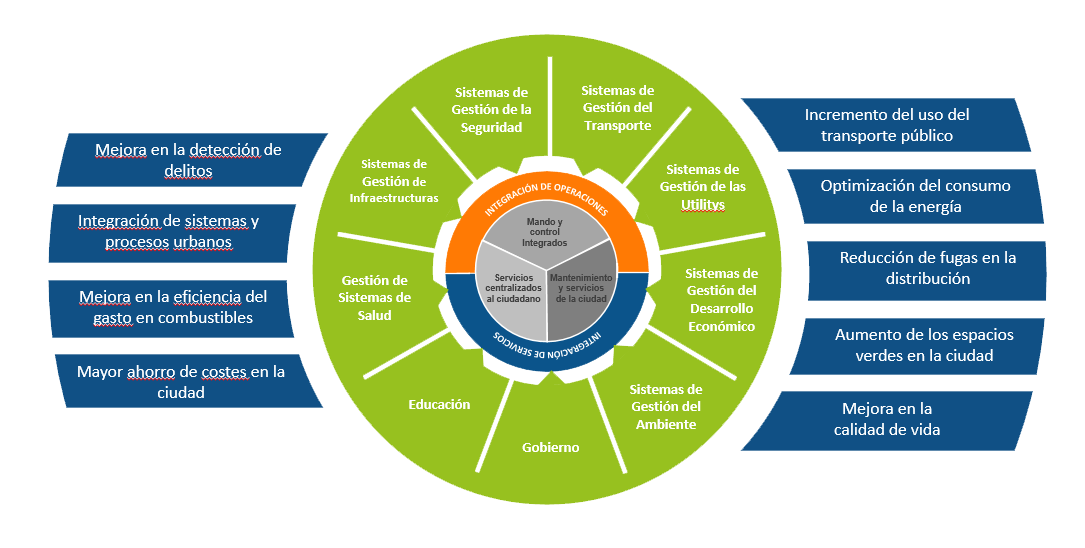 Mejora en la detección de
delitos
Integración de sistemas y
procesos urbanos
Mejora en la eficiencia del
gasto en combustibles
Mayor ahorro de costes en la
ciudad
Sistemas de
Gestión de la
Seguridad
Sistemas de
Gestión del
Transporte
Sistemas de
Gestión de las
Utilitys
Sistemas de
Gestión del
Desarrollo
Económico
Sistemas de
Gestión del
Ambiente
Gobierno
Educación
Gestión de
Sistemas de
Salud
Sistemas de
Gestión de
Infraestructuras
INTEGRACIÓN DE OPERACIONES
Mando y
control
Integrados
Servicios
centralizados
al ciudadano
Mantenimiento
y servicios
de la ciudad
INTEGRACIÓN DE SERVICIOS
Incremento del uso del
transporte público
Optimización del consumo
de la energía
Reducción de fugas en la
distribución
Aumento de los espacios
verdes en la ciudad
Mejora en la
calidad de vida